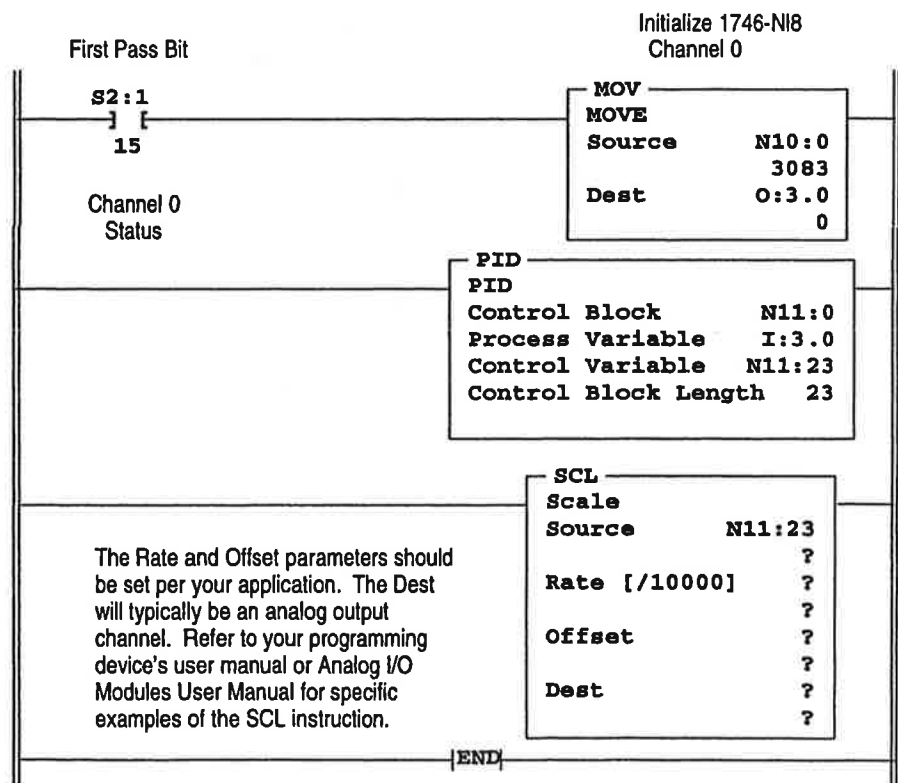 Initialize 1746-NI8
First Pass Bit
Channel 0
S2:1
] [
15
MOV
MOVE
Source N10:0
3083
Dest O:3.0
0
Channel 0
Status
PID
PID
Control Block N11:0
Process Variable I:3.0
Control Variable N11:23
Control Block Length 23
SCL
Scale
Source N11:23
?
Rate [/10000] ?
?
Offset ?
?
Dest ?
?
The Rate and Offset parameters should
be set per your application. The Dest
will typically be an analog output
channel. Refer to your programming
device's user manual or Analog I/O
Modules User Manual for specific
examples of the SCL instruction.
END